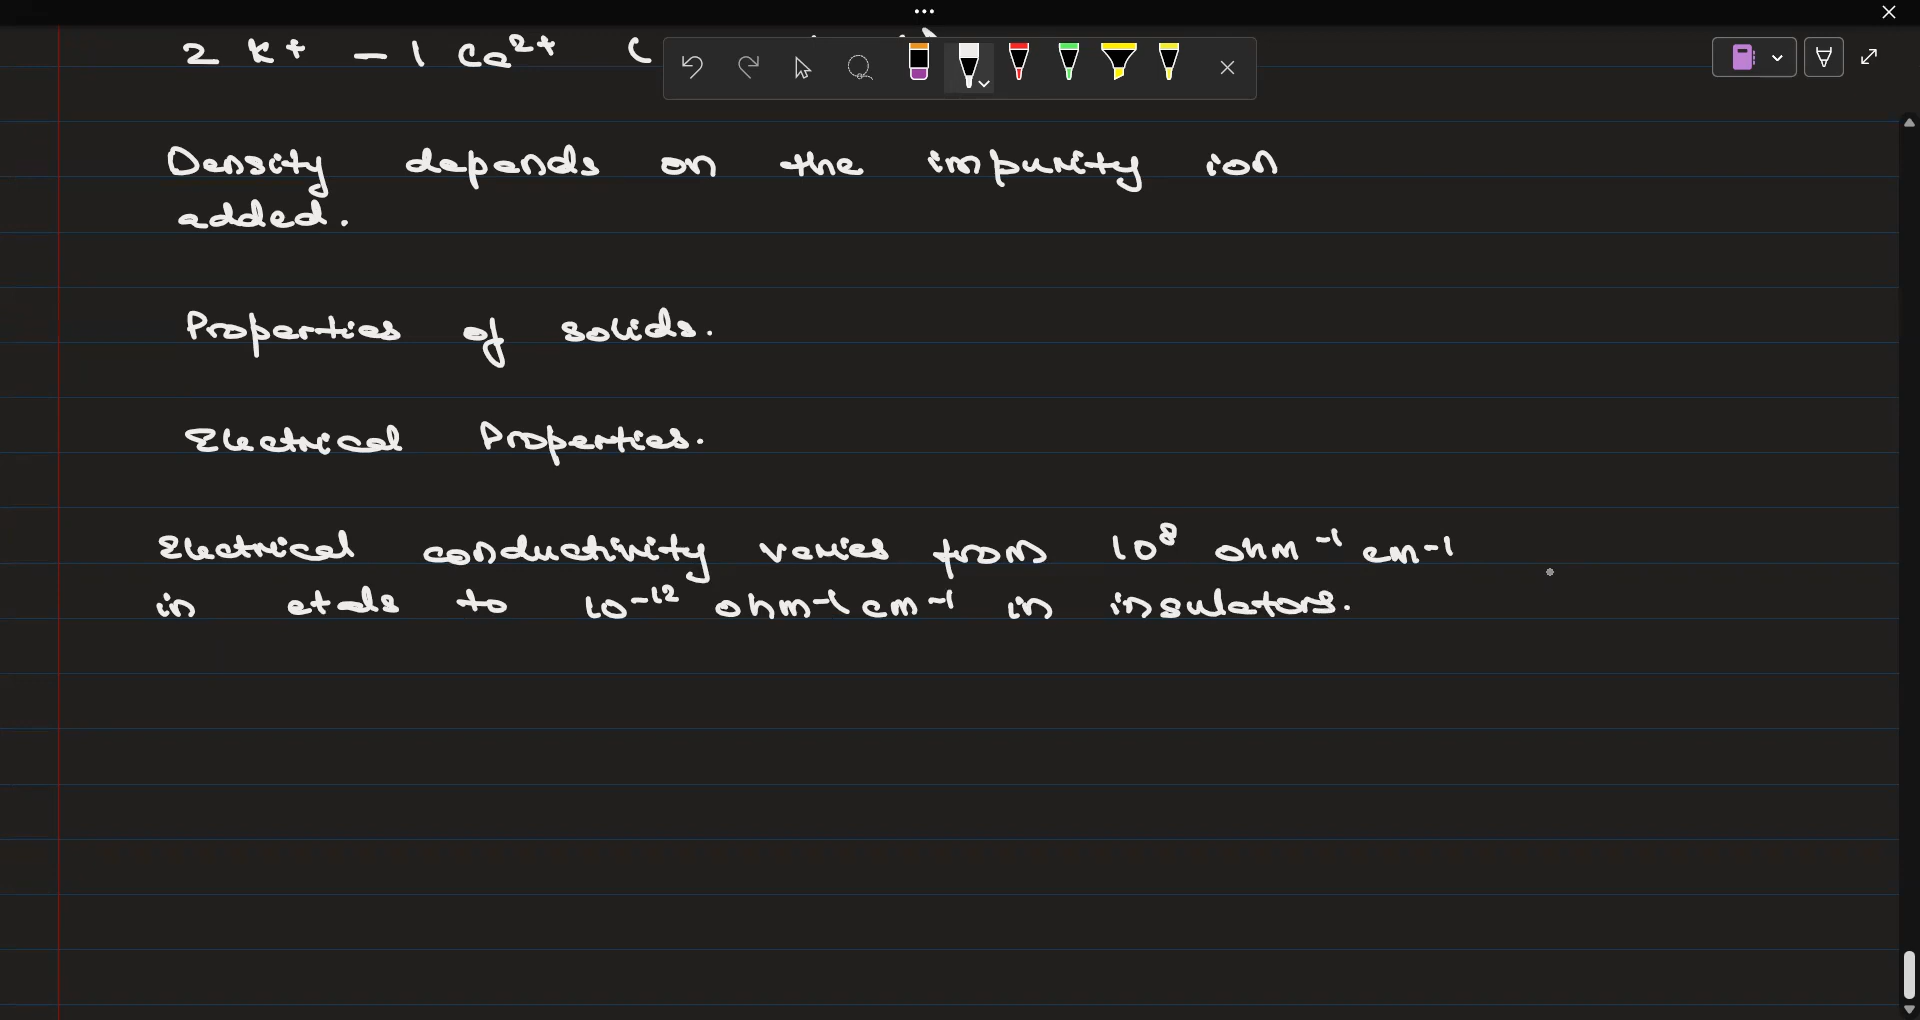 2 K+ - 1 Ca2+ (
Density depends on the impurity ion
added.
Properties of solids.
Electrical Properties.
Electrical conductivity varies from 10⁸ ohm⁻¹ cm-1
in etals to 10⁻¹² ohm⁻¹ cm⁻¹ in insulators.